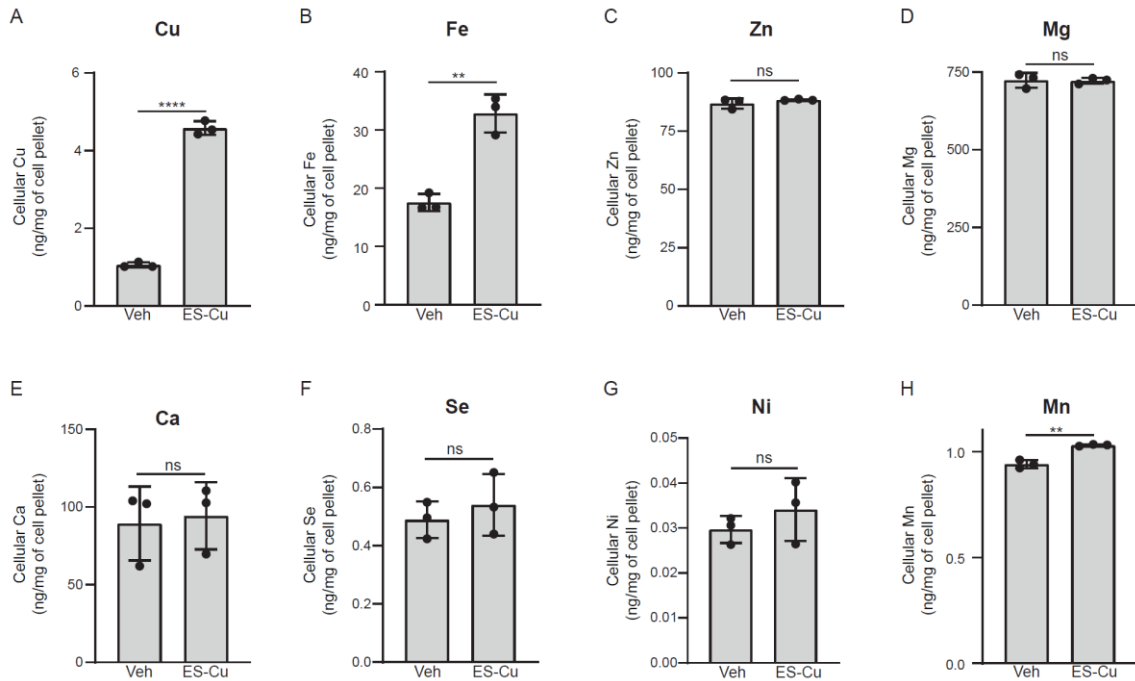 A
Cu
Cellular Cu
(ng/mg of cell pellet)
6
4
2
0
****
Veh
ES-Cu
B
Fe
Cellular Fe
(ng/mg of cell pellet)
40
30
20
10
0
**
Veh
ES-Cu
C
Zn
Cellular Zn
(ng/mg of cell pellet)
100
75
50
25
0
ns
Veh
ES-Cu
D
Mg
Cellular Mg
(ng/mg of cell pellet)
750
500
250
0
ns
Veh
ES-Cu
E
Ca
Cellular Ca
(ng/mg of cell pellet)
150
100
50
0
ns
Veh
ES-Cu
F
Se
Cellular Se
(ng/mg of cell pellet)
0.8
0.6
0.4
0.2
0.0
ns
Veh
ES-Cu
G
Ni
Cellular Ni
(ng/mg of cell pellet)
0.05
0.04
0.03
0.02
0.01
0.00
ns
Veh
ES-Cu
H
Mn
Cellular Mn
(ng/mg of cell pellet)
1.0
0.5
0.0
**
Veh
ES-Cu